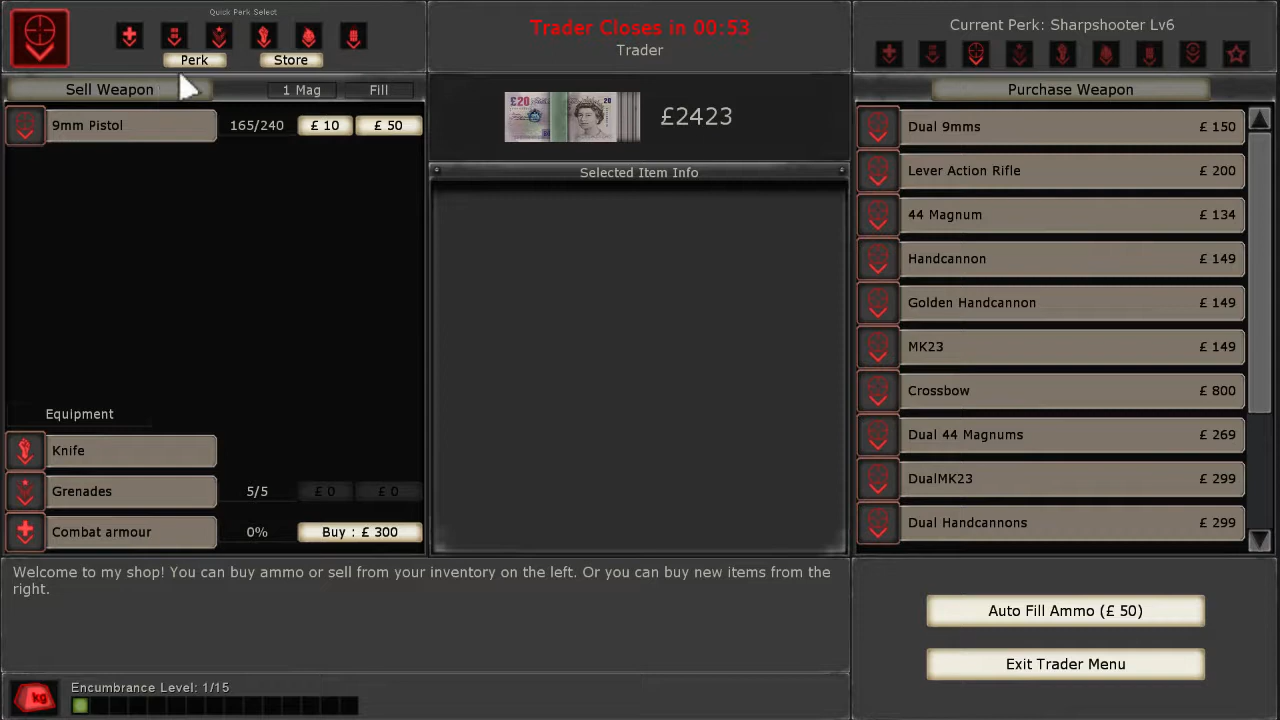 Quick Perk Select
Perk
Store
Sell Weapon
1 Mag
Fill
9mm Pistol
165/240
£ 10
£ 50
Equipment
Knife
Grenades
5/5
£ 0
£ 0
Combat armour
0%
Buy : £ 300
Trader Closes in 00:53
Trader
£20
20
£2423
Selected Item Info
Current Perk: Sharpshooter Lv6
Purchase Weapon
Dual 9mms
£ 150
Lever Action Rifle
£ 200
44 Magnum
£ 134
Handcannon
£ 149
Golden Handcannon
£ 149
MK23
£ 149
Crossbow
£ 800
Dual 44 Magnums
£ 269
DualMK23
£ 299
Dual Handcannons
£ 299
Welcome to my shop! You can buy ammo or sell from your inventory on the left. Or you can buy new items from the
right.
Auto Fill Ammo (£ 50)
Exit Trader Menu
kg
Encumbrance Level: 1/15